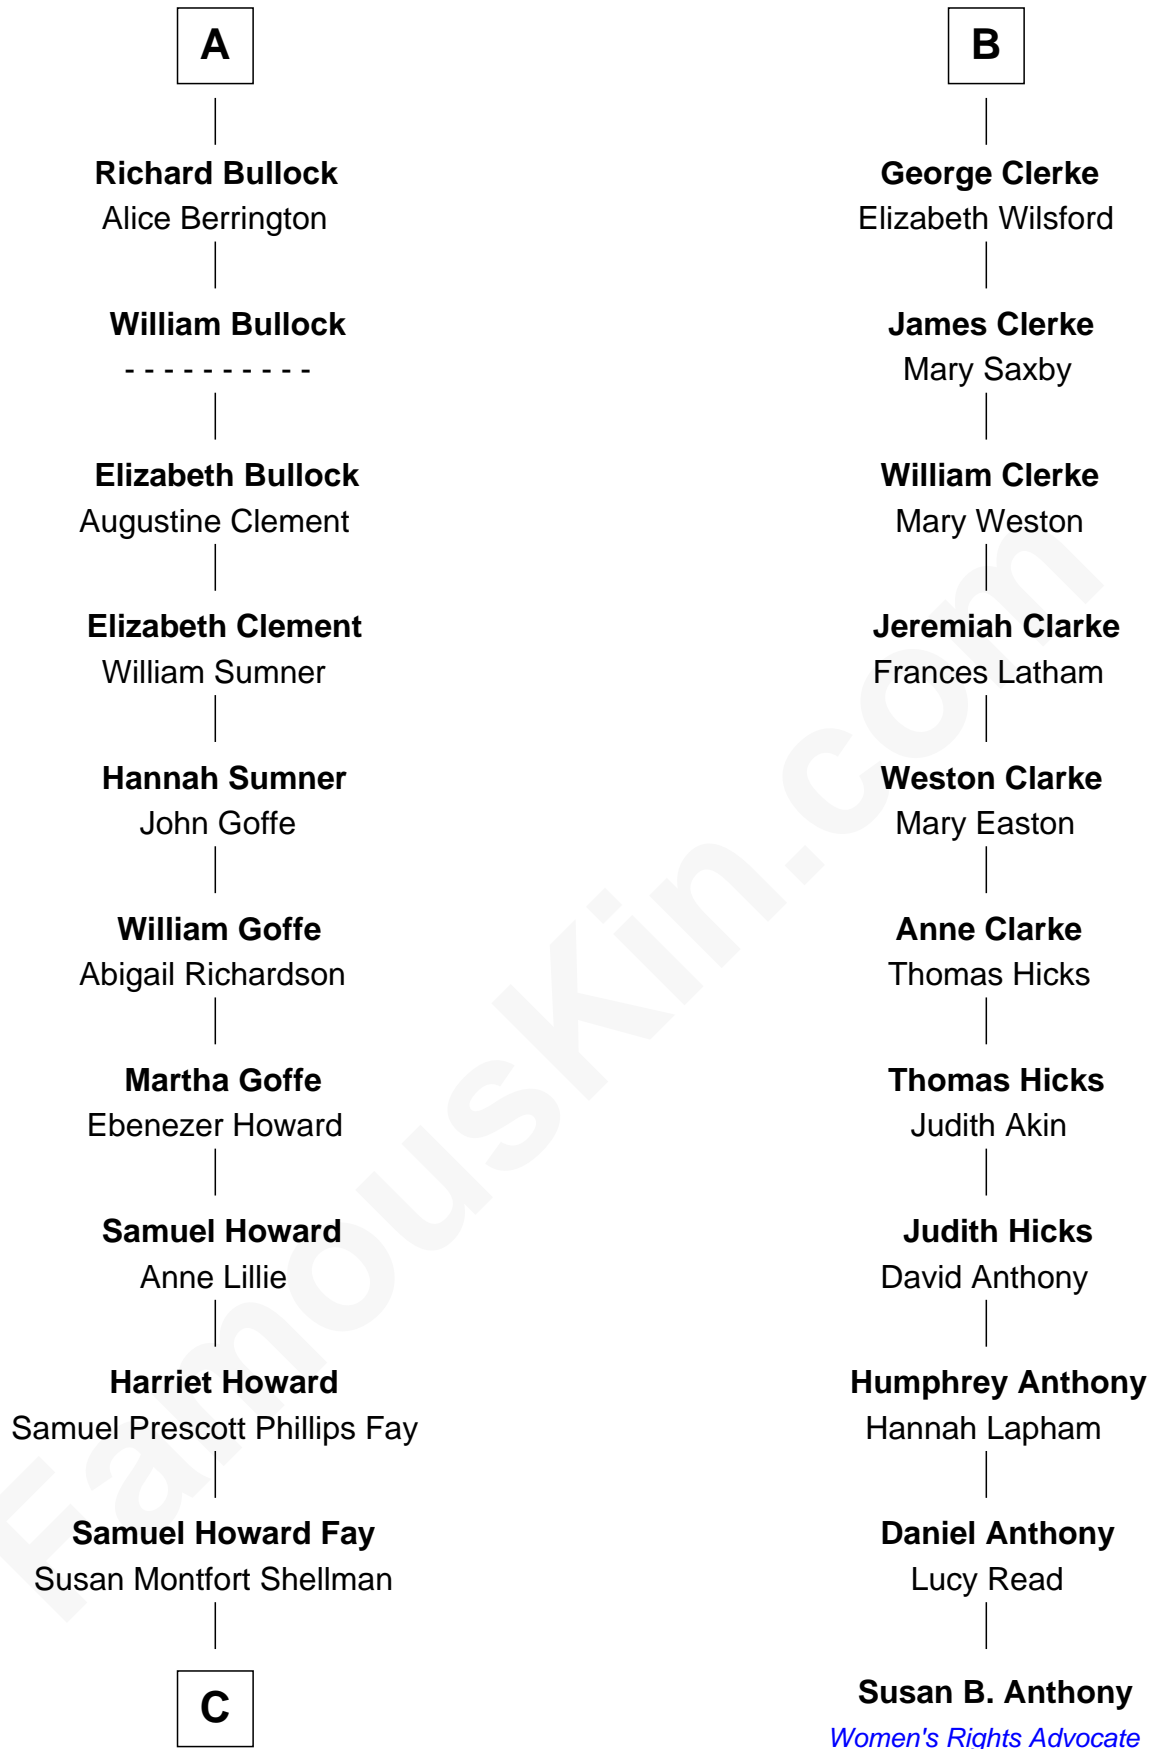 A
Richard Bullock
Alice Berrington
William Bullock
- - - - - - - - - -
Elizabeth Bullock
Augustine Clement
Elizabeth Clement
William Sumner
Hannah Sumner
John Goffe
William Goffe
Abigail Richardson
Martha Goffe
Ebenezer Howard
Samuel Howard
Anne Lillie
Harriet Howard
Samuel Prescott Phillips Fay
Samuel Howard Fay
Susan Montfort Shellman
C
B
George Clerke
Elizabeth Wilsford
James Clerke
Mary Saxby
William Clerke
Mary Weston
Jeremiah Clarke
Frances Latham
Weston Clarke
Mary Easton
Anne Clarke
Thomas Hicks
Thomas Hicks
Judith Akin
Judith Hicks
David Anthony
Humphrey Anthony
Hannah Lapham
Daniel Anthony
Lucy Read
Susan B. Anthony
Women's Rights Advocate
FamousKin.com